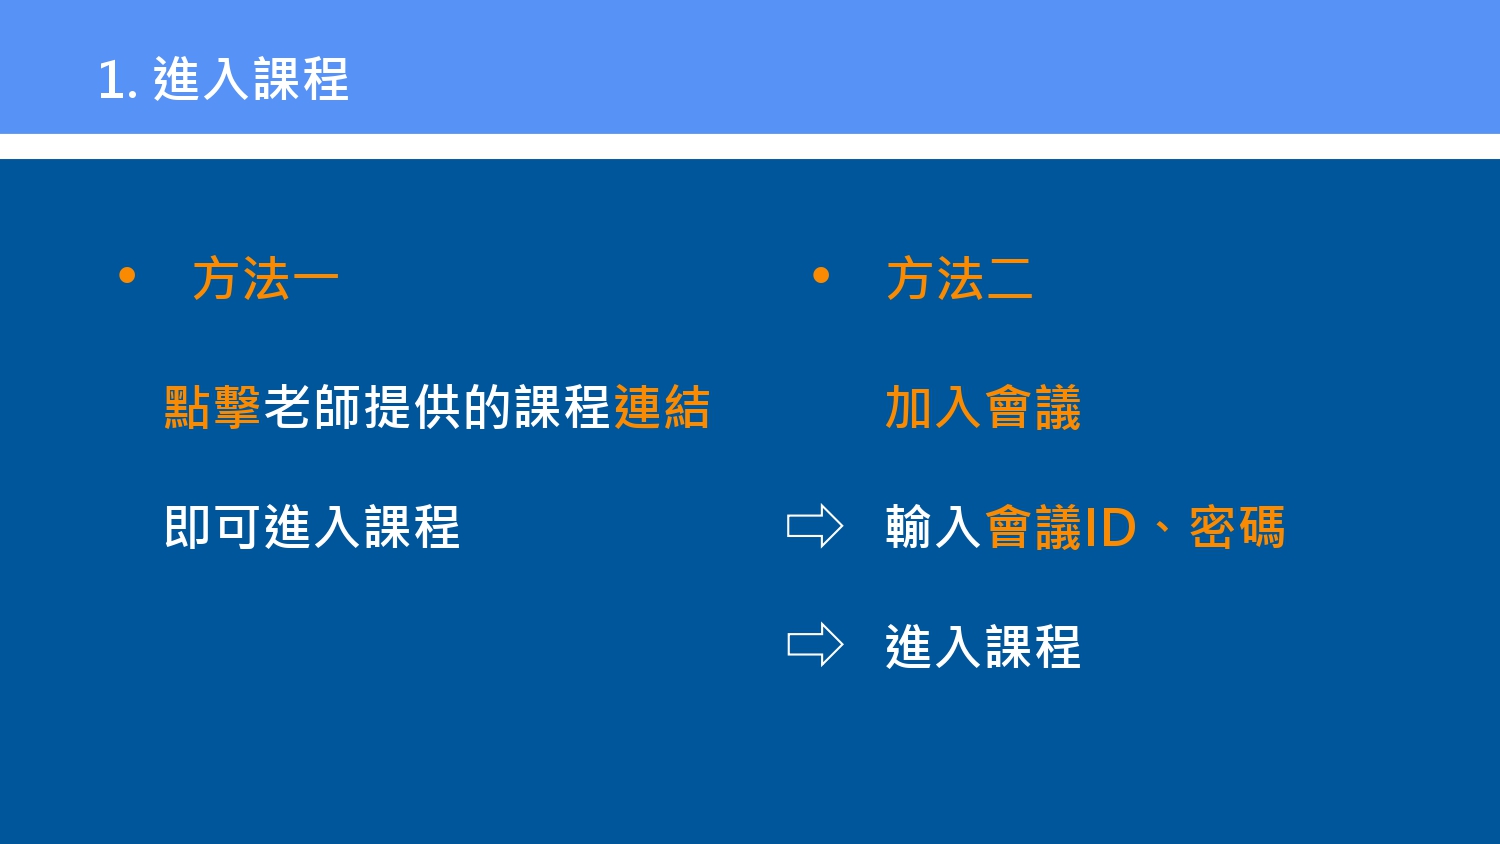 1. 進入課程
• 方法一
點擊老師提供的課程連結
即可進入課程
• 方法二
加入會議
輸入會議ID、密碼
進入課程